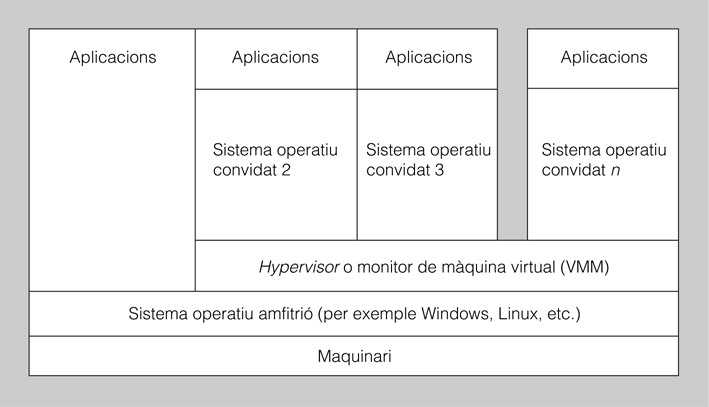 Aplicacions
Aplicacions
Aplicacions
Aplicacions
Sistema operatiu
convidat 2
Sistema operatiu
convidat 3
Sistema operatiu
convidat n
Hypervisor o monitor de màquina virtual (VMM)
Sistema operatiu amfitrió (per exemple Windows, Linux, etc.)
Maquinari